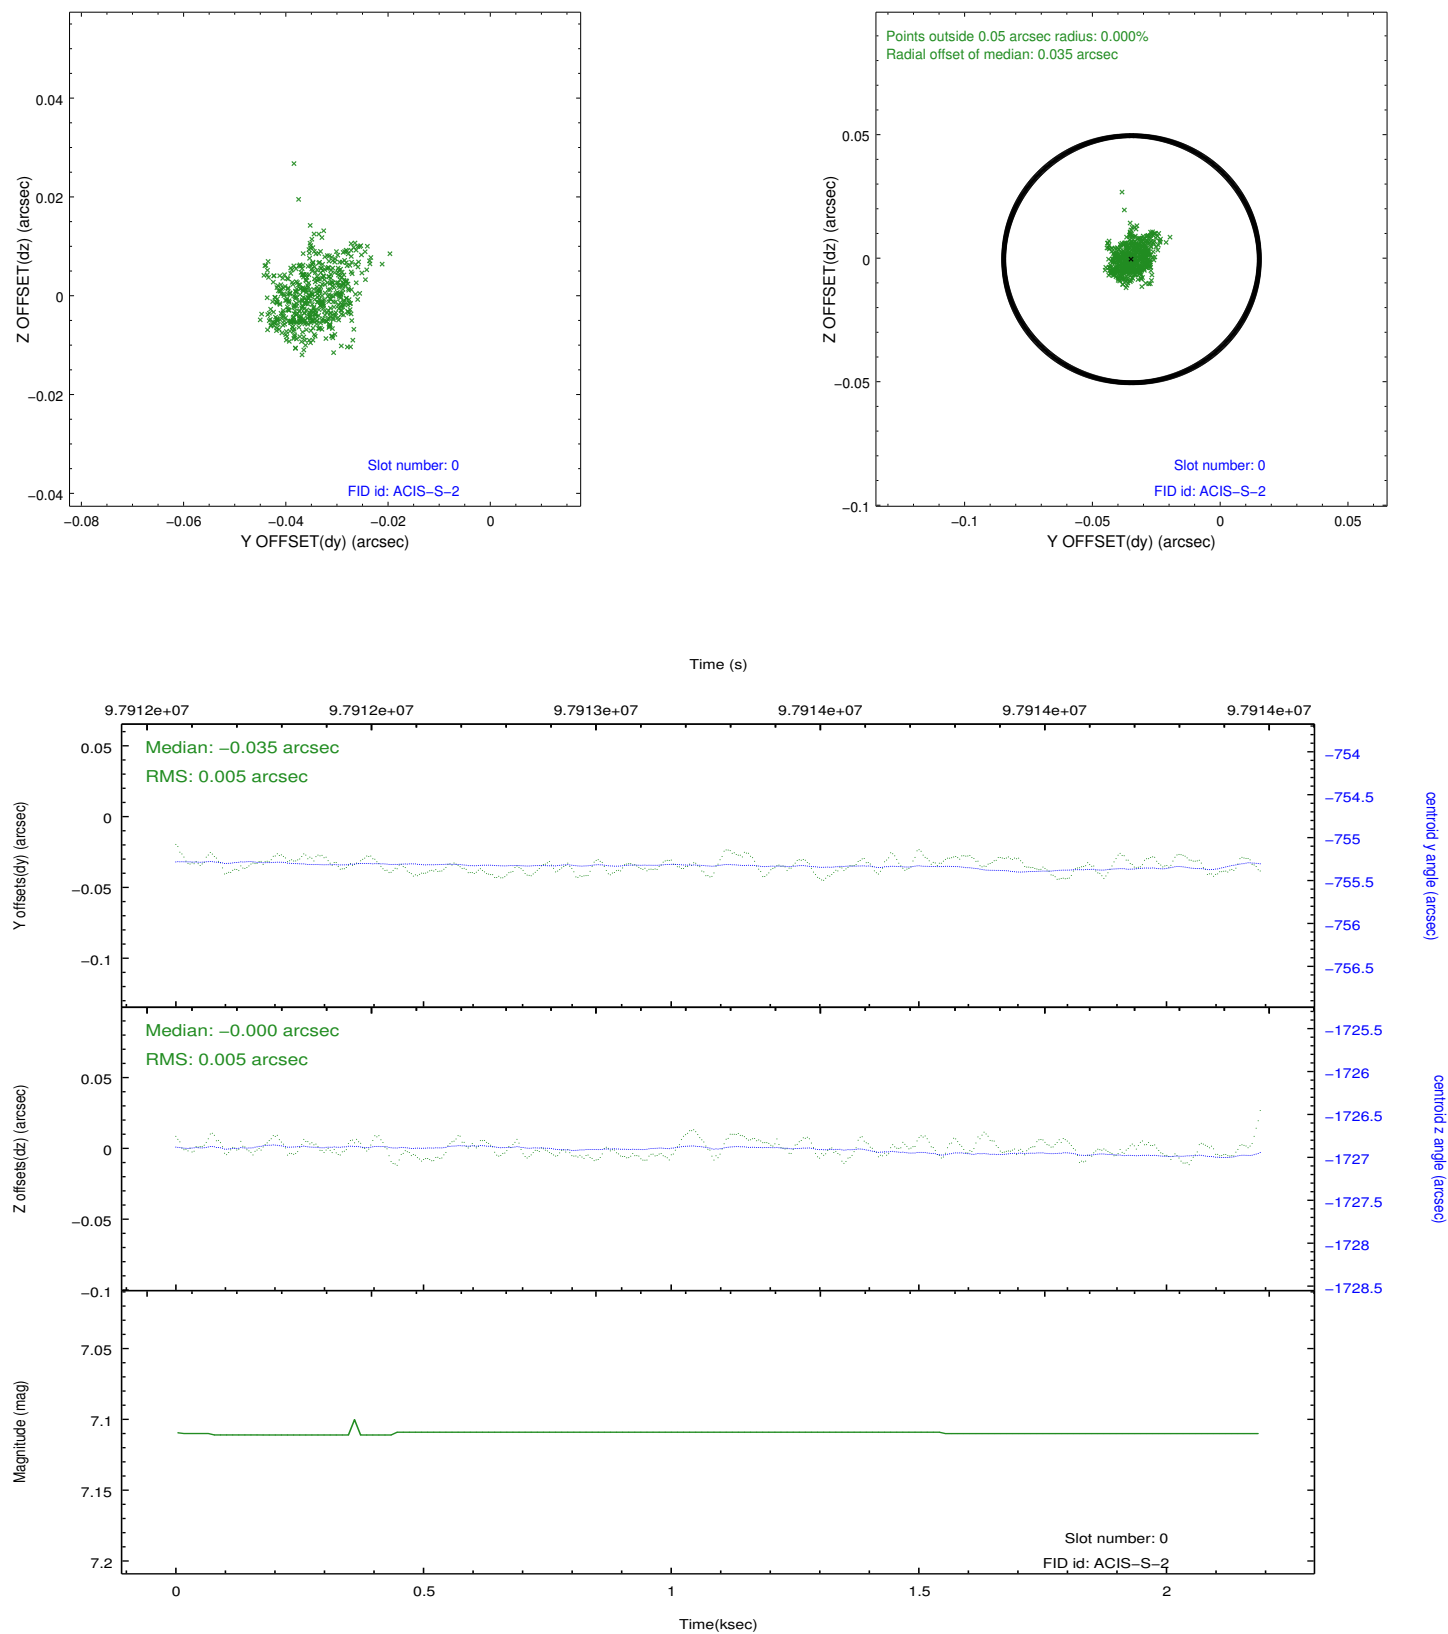 0.04
0.02
0
−0.02
−0.04
Z OFFSET(dz) (arcsec)
Slot number: 0
FID id: ACIS−S−2
−0.08
−0.06
−0.04
−0.02
0
Y OFFSET(dy) (arcsec)
Points outside 0.05 arcsec radius: 0.000%
Radial offset of median: 0.035 arcsec
0.05
0
−0.05
−0.1
Z OFFSET(dz) (arcsec)
Slot number: 0
FID id: ACIS−S−2
−0.1
−0.05
0
0.05
Y OFFSET(dy) (arcsec)
Time (s)
9.7912e+07
9.7912e+07
9.7913e+07
9.7914e+07
9.7914e+07
9.7914e+07
Median: −0.035 arcsec
RMS: 0.005 arcsec
0.05
0
−0.05
−0.1
Y offsets(dy) (arcsec)
−754
−754.5
−755
−755.5
−756
−756.5
centroid y angle (arcsec)
Median: −0.000 arcsec
RMS: 0.005 arcsec
0.05
0
−0.05
−0.1
Z offsets(dz) (arcsec)
−1725.5
−1726
−1726.5
−1727
−1727.5
−1728
−1728.5
centroid z angle (arcsec)
7.05
7.1
7.15
7.2
Magnitude (mag)
Slot number: 0
FID id: ACIS−S−2
0
0.5
1
1.5
2
Time(ksec)